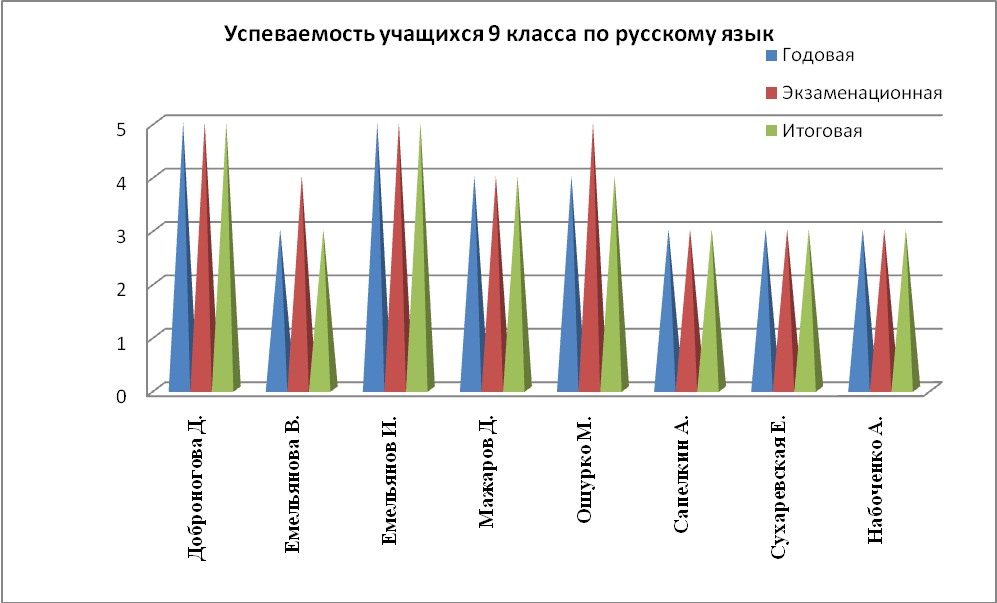 Успеваемость учащихся 9 класса по русскому язык
Годовая
Экзаменационная
Итоговая
5
4
3
2
1
0
Доброногова Д.
Емельянова В.
Емельянов И.
Мажаров Д.
Ошурко М.
Сапелкин А.
Сухаревская Е.
Набоченко А.